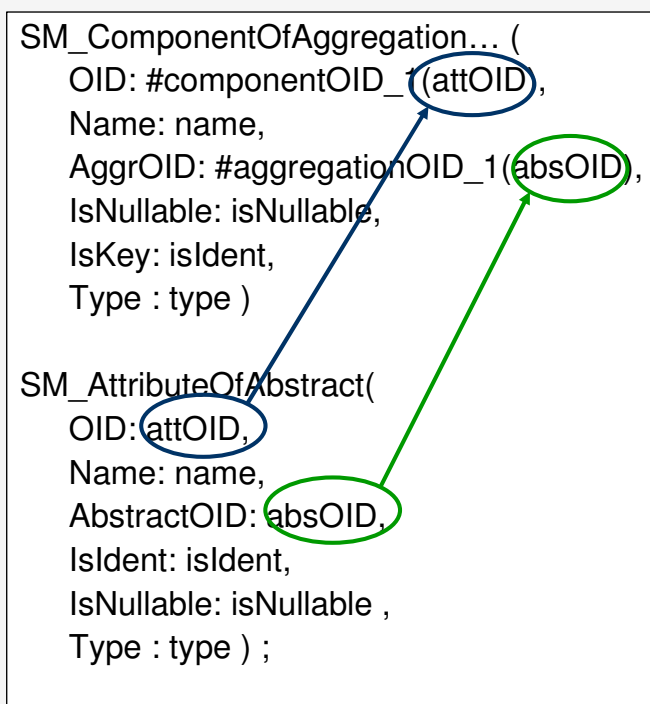 SM_ComponentOfAggregation… (
OID: #componentOID_1(attOID),
Name: name,
AggrOID: #aggregationOID_1(absOID),
IsNullable: isNullable,
IsKey: isIdent,
Type : type )
SM_AttributeOfAbstract(
OID: attOID,
Name: name,
AbstractOID: absOID,
IsIdent: isIdent,
IsNullable: isNullable ,
Type : type ) ;